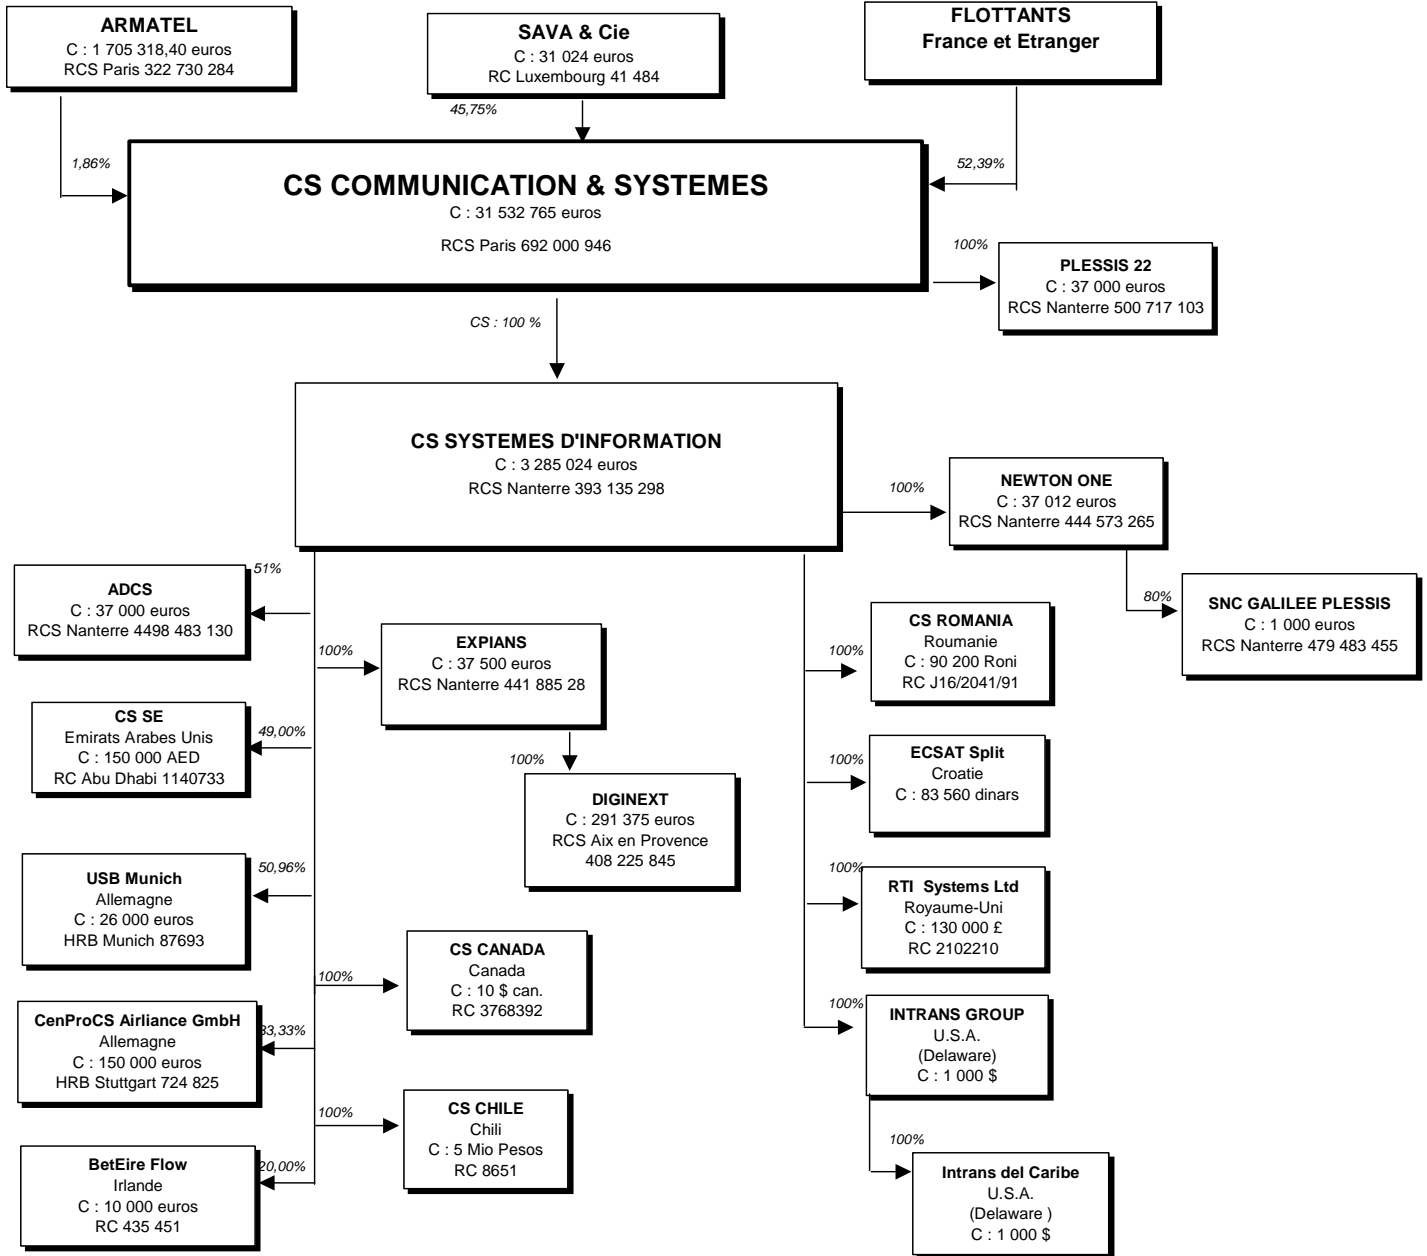 ARMATEL
C : 1 705 318,40 euros
RCS Paris 322 730 284
SAVA & Cie
C : 31 024 euros
RC Luxembourg 41 484
FLOTTANTS
France et Etranger
45,75%
1,86%
52,39%
CS COMMUNICATION & SYSTEMES
C : 31 532 765 euros
RCS Paris 692 000 946
100%
PLESSIS 22
C : 37 000 euros
RCS Nanterre 500 717 103
CS : 100 %
CS SYSTEMES D'INFORMATION
C : 3 285 024 euros
RCS Nanterre 393 135 298
100%
NEWTON ONE
C : 37 012 euros
RCS Nanterre 444 573 265
80%
SNC GALILEE PLESSIS
C : 1 000 euros
RCS Nanterre 479 483 455
51%
ADCS
C : 37 000 euros
RCS Nanterre 4498 483 130
100%
EXPIANS
C : 37 500 euros
RCS Nanterre 441 885 28
100%
CS ROMANIA
Roumanie
C : 90 200 Roni
RC J16/2041/91
49,00%
CS SE
Emirats Arabes Unis
C : 150 000 AED
RC Abu Dhabi 1140733
100%
DIGINEXT
C : 291 375 euros
RCS Aix en Provence
408 225 845
100%
ECSAT Split
Croatie
C : 83 560 dinars
50,96%
USB Munich
Allemagne
C : 26 000 euros
HRB Munich 87693
100%
RTI Systems Ltd
Royaume-Uni
C : 130 000 £
RC 2102210
100%
CS CANADA
Canada
C : 10 $ can.
RC 3768392
100%
INTRANS GROUP
U.S.A.
(Delaware)
C : 1 000 $
33,33%
CenProCS Airliance GmbH
Allemagne
C : 150 000 euros
HRB Stuttgart 724 825
100%
CS CHILE
Chili
C : 5 Mio Pesos
RC 8651
20,00%
BetEire Flow
Irlande
C : 10 000 euros
RC 435 451
100%
Intrans del Caribe
U.S.A.
(Delaware )
C : 1 000 $